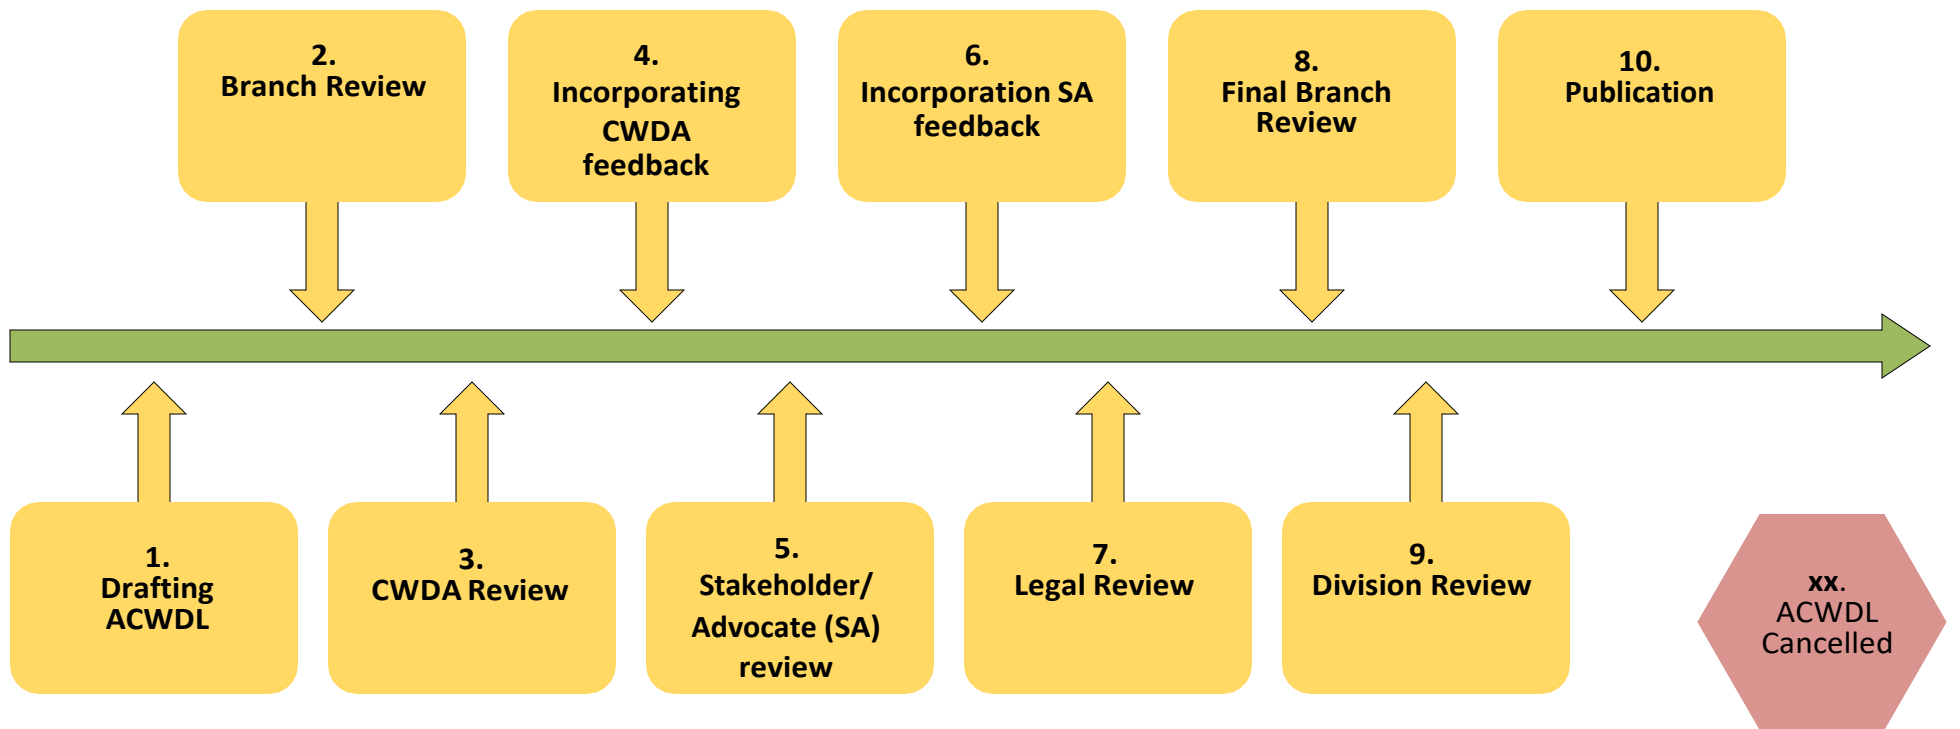 2.
Branch Review
4.
Incorporating
CWDA
feedback
6.
Incorporation SA
feedback
8.
Final Branch
Review
10.
Publication
1.
Drafting
ACWDL
3.
CWDA Review
5.
Stakeholder/
Advocate (SA)
review
7.
Legal Review
9.
Division Review
xx.
ACWDL
Cancelled